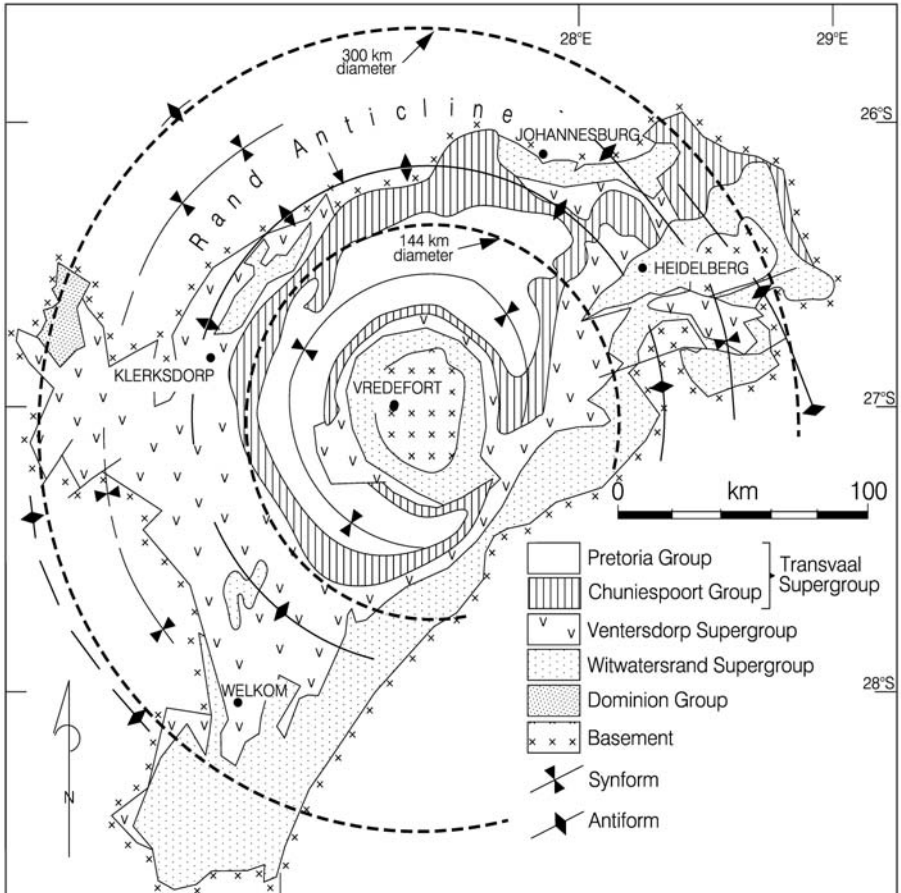 28°E
29°E
300 km
diameter
26°S
Rand Anticline
JOHANNESBURG
144 km
diameter
HEIDELBERG
KLERKSDORP
VREDEFORT
27°S
0 km 100
Pretoria Group
Transvaal
Supergroup
Chuniespoort Group
Ventersdorp Supergroup
Witwatersrand Supergroup
28°S
WELKOM
Dominion Group
Basement
Synform
N
Antiform